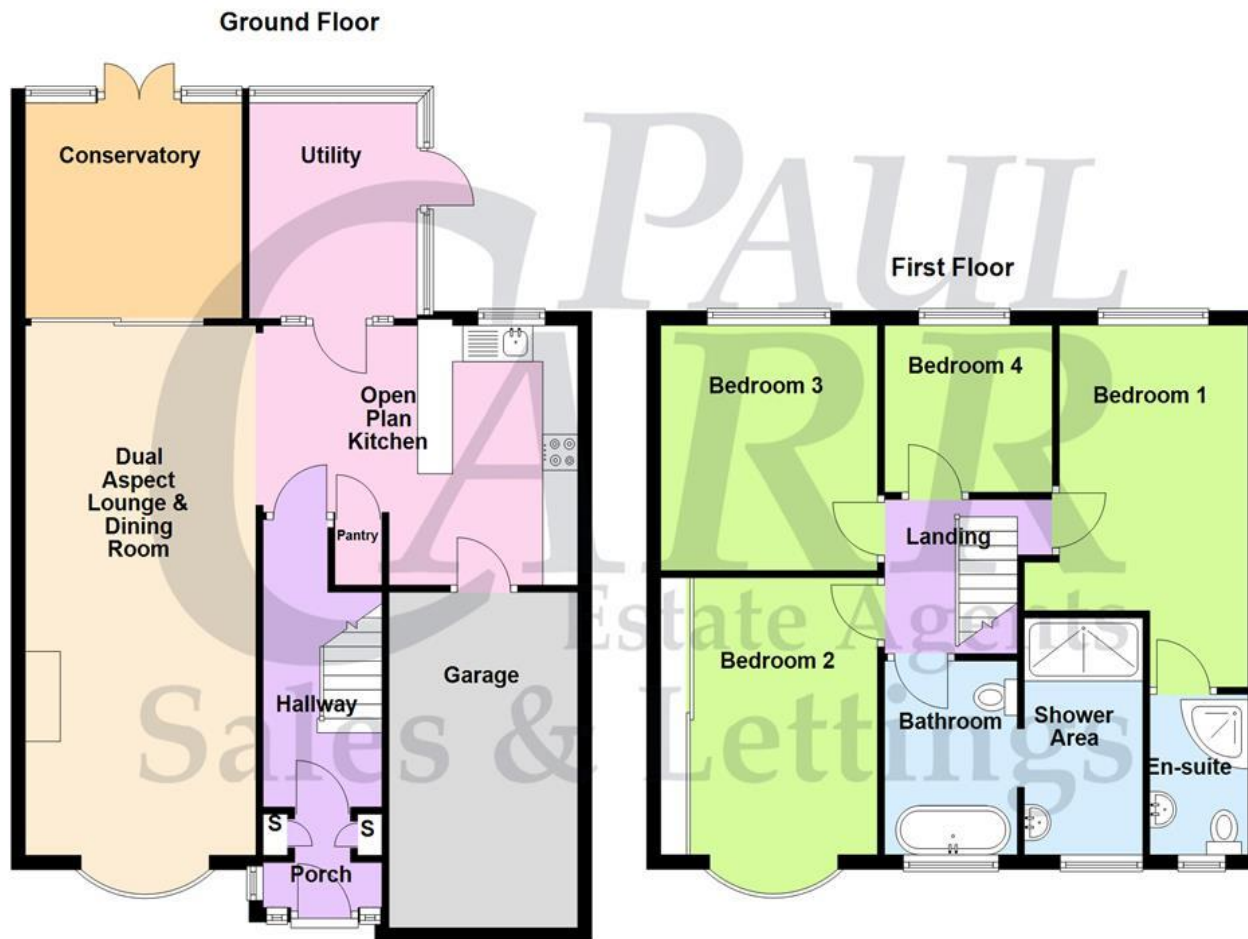 Ground Floor
Conservatory
Utility
PAUL
CARR
Estate Agents
Sales & Lettings
Open
Plan
Kitchen
Dual
Aspect
Lounge &
Dining
Room
Pantry
Garage
Hallway
S
S
Porch
First Floor
Bedroom 3
Bedroom 4
Bedroom 1
Landing
Bedroom 2
Bathroom
Shower
Area
En-suite